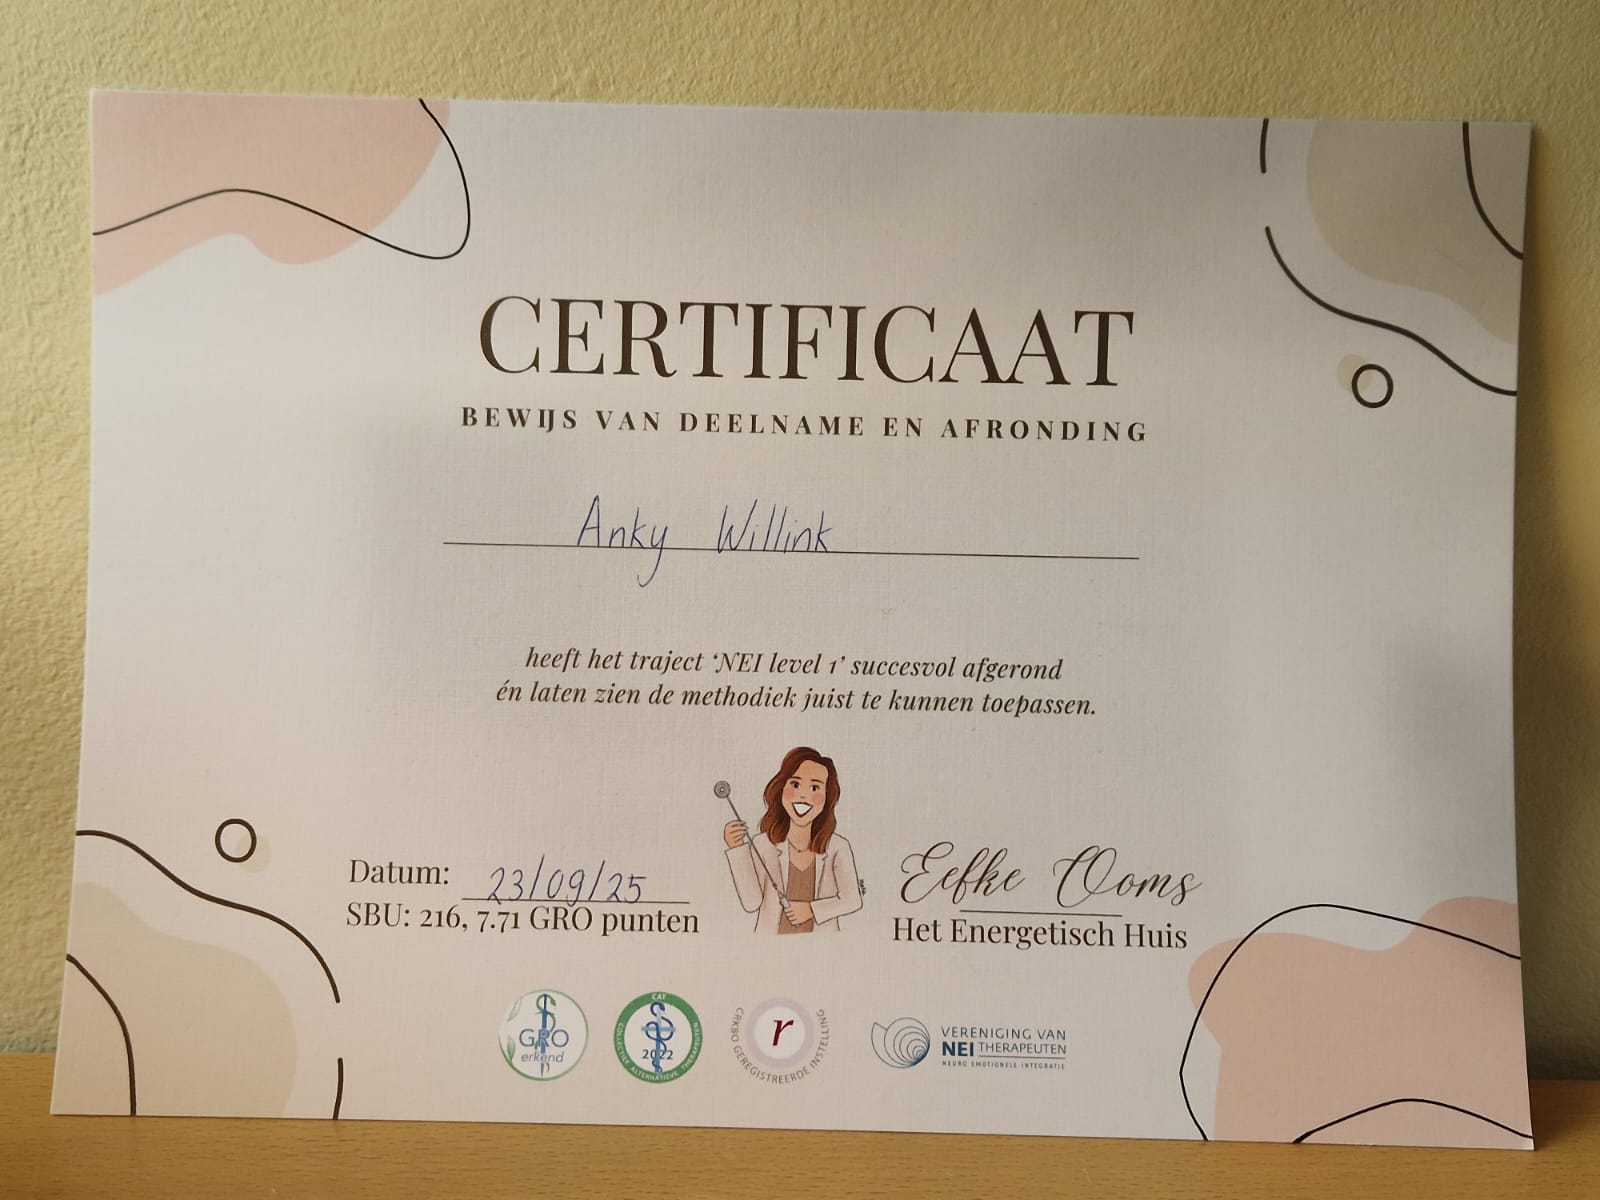 CERTIFICAAT
BEWIJS VAN DEELNAME EN AFRONDING
Anky Willink
heeft het traject ‘NEI level 1’ succesvol afgerond
én laten zien de methodiek juist te kunnen toepassen.
Datum: 23/09/25
SBU: 216, 7.71 GRO punten
Eefke Ooms
Het Energetisch Huis
GRO
erkend
CAT
COLLECTIEF ALTERNATIEVE THERAPEUTEN
2022
CRKBO GEREGISTREERDE INSTELLING
r
VERENIGING VAN
NEI THERAPEUTEN
NEURO EMOTIONELE INTEGRATIE